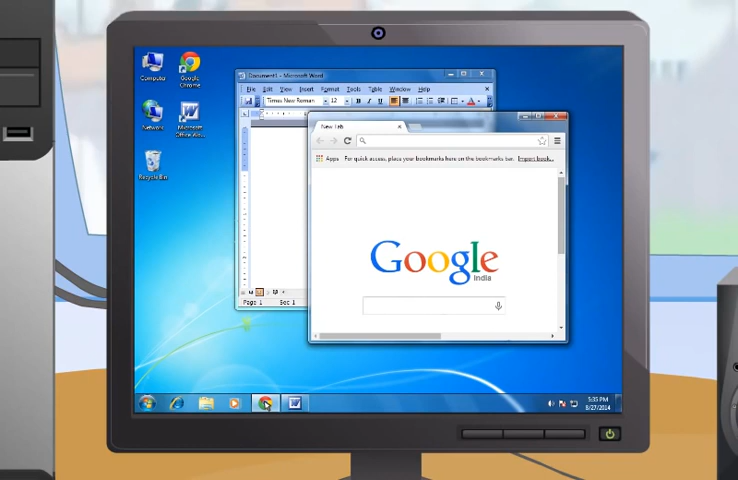 Computer
Google
Chrome
Network
Microsoft
Office Wo...
Recycle Bin
Document1 - Microsoft Word
File Edit View Insert Format Tools Table Window Help
Times New Roman 12 B I U
Page 1 Sec 1
New Tab
Apps For quick access, place your bookmarks here on the bookmarks bar. Import book...
Google
India
5:35 PM
8/27/2014